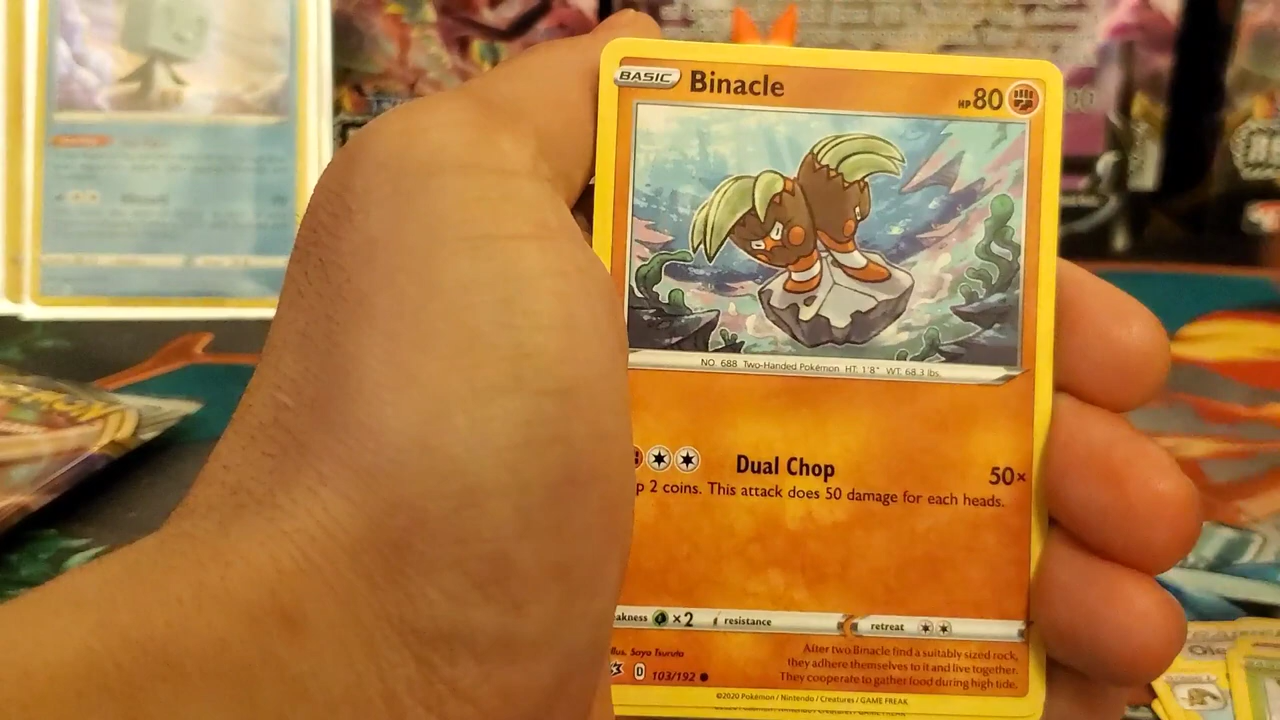 BASIC Binacle HP 80
NO. 688 Two-Handed Pokémon HT: 1'8" WT: 68.3 lbs.
Dual Chop 50×
p 2 coins. This attack does 50 damage for each heads.
akness ×2 resistance retreat
After two Binacle find a suitably sized rock,
they adhere themselves to it and live together.
They cooperate to gather food during high tide.
llus. Saya Tsuruta
D 103/192
©2020 Pokémon / Nintendo / Creatures / GAME FREAK